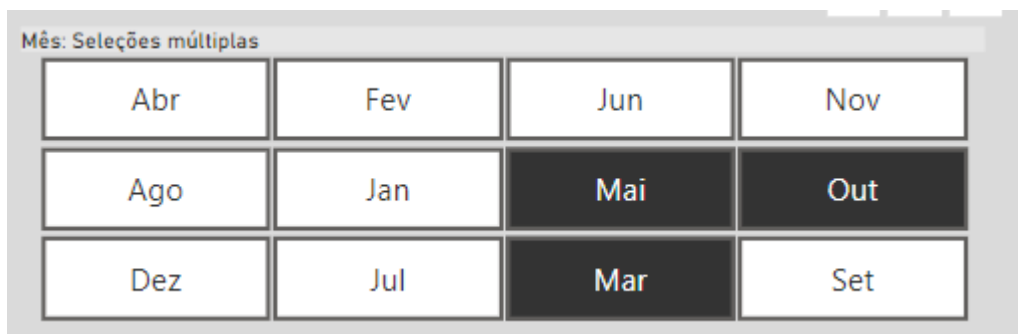 Mês: Seleções múltiplas
Abr Fev Jun Nov
Ago Jan Mai Out
Dez Jul Mar Set